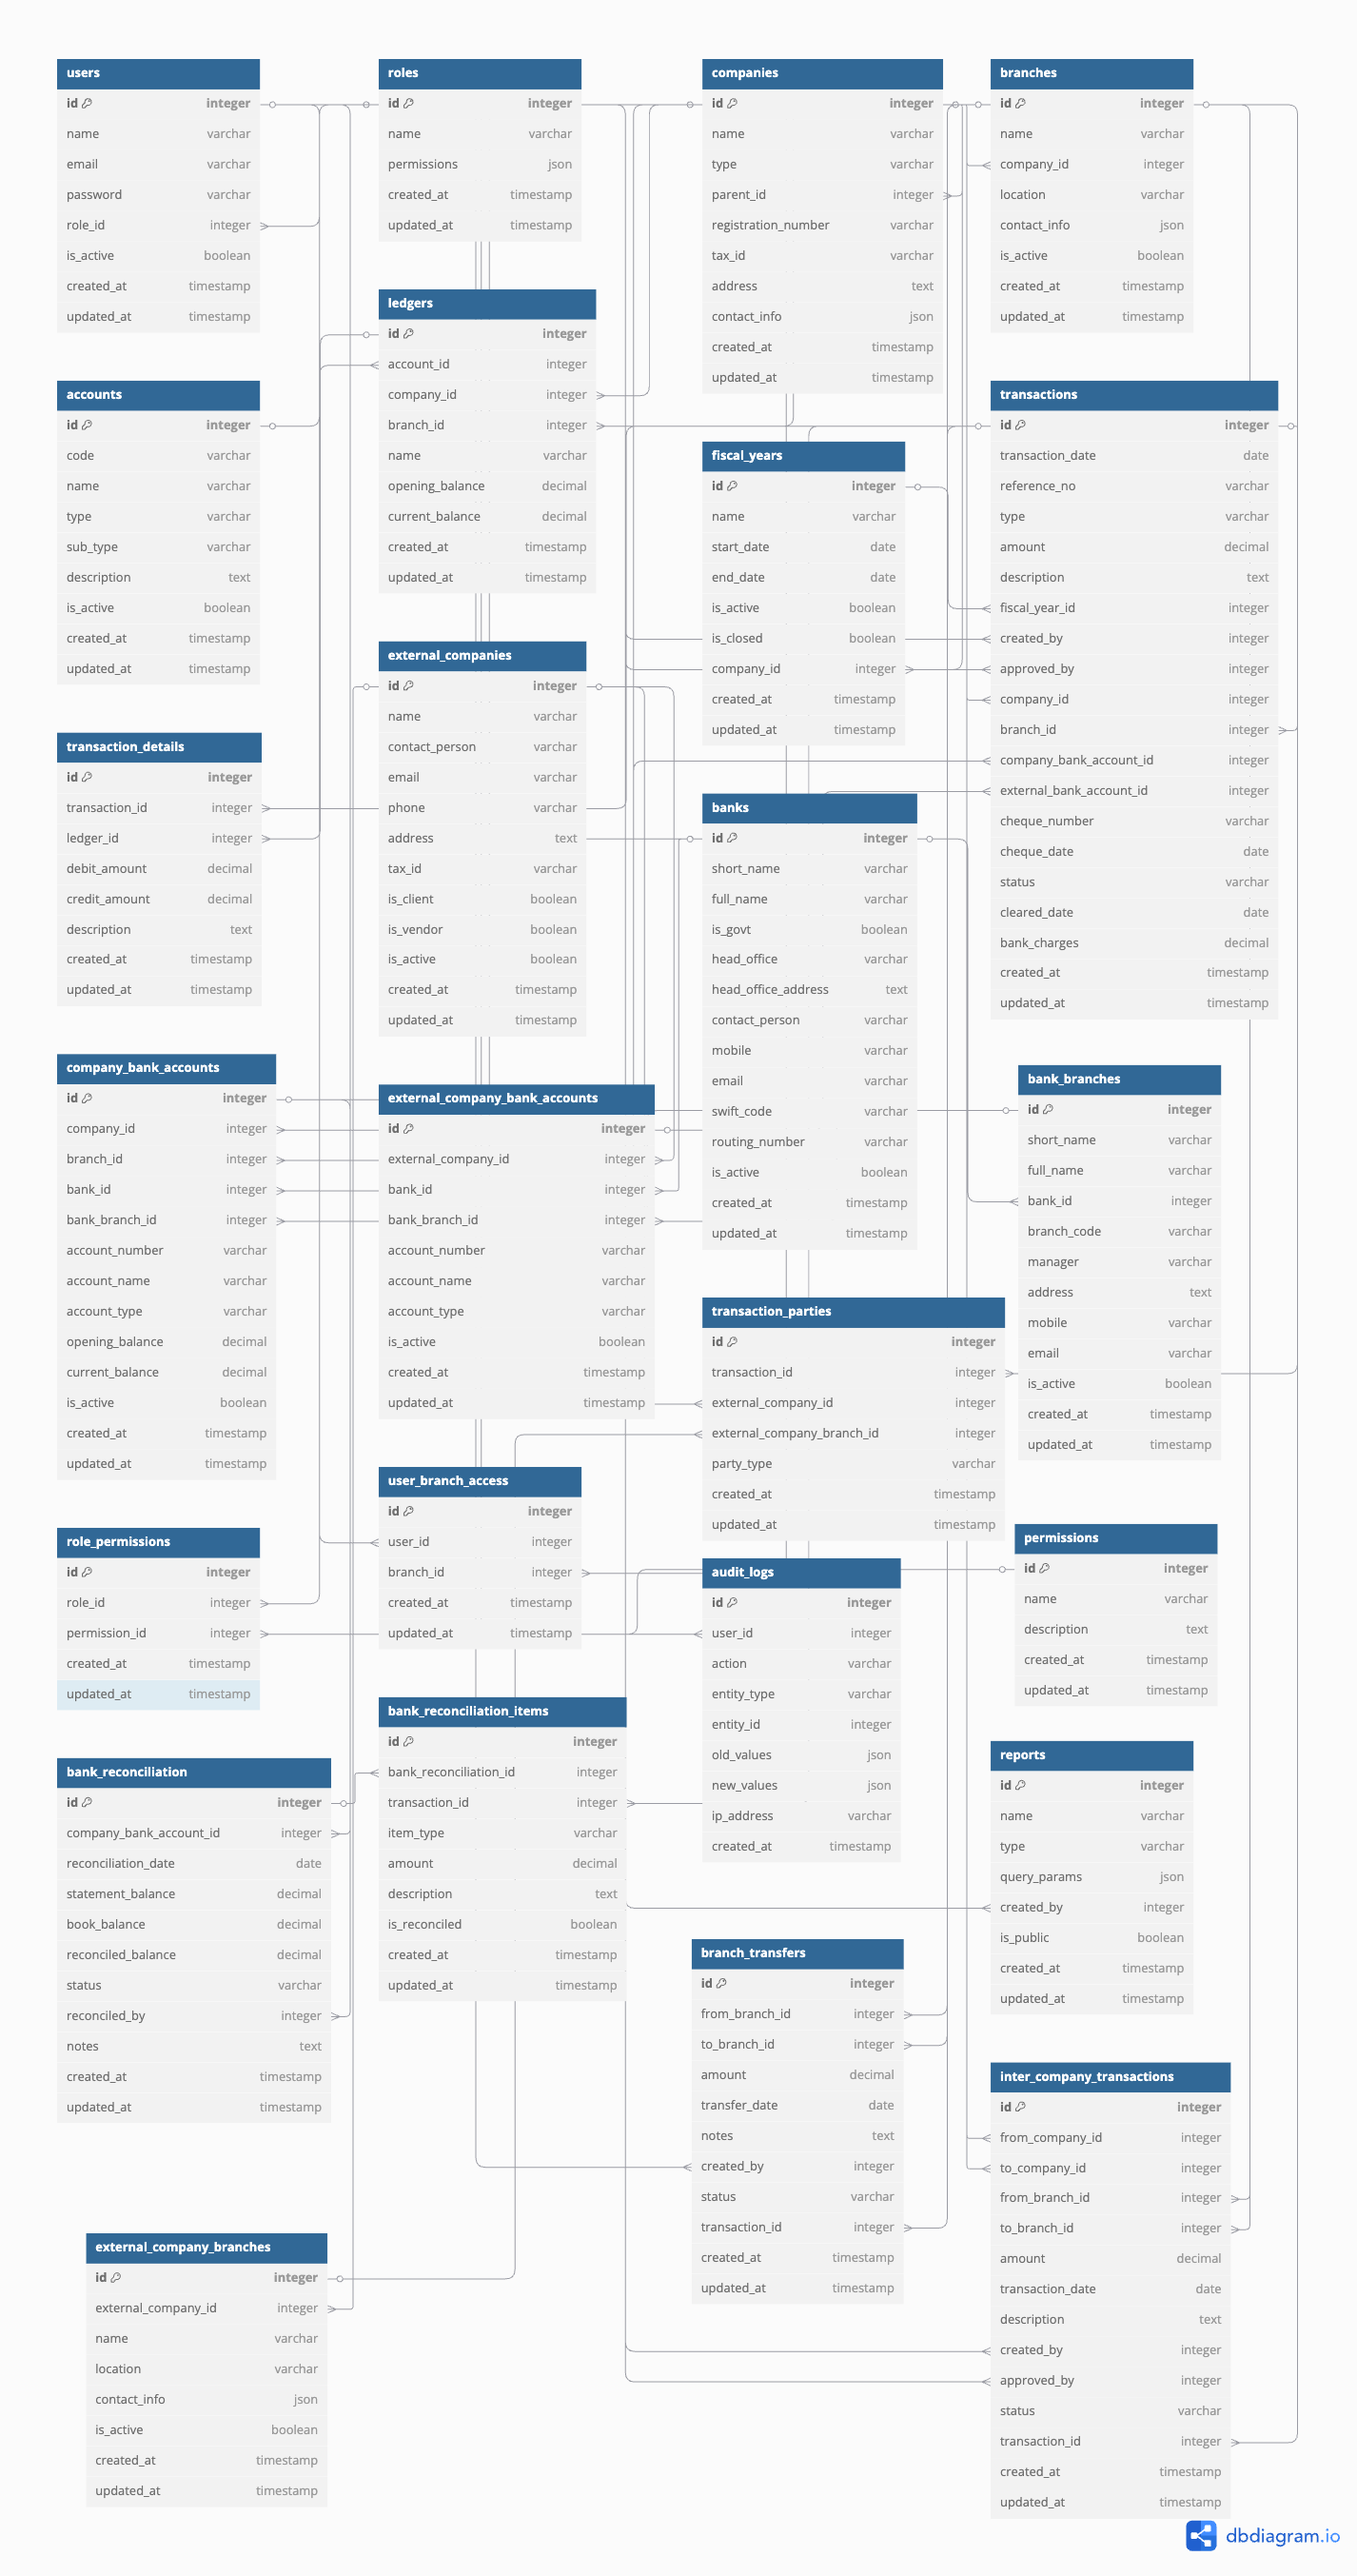 users
id integer
name varchar
email varchar
password varchar
role_id integer
is_active boolean
created_at timestamp
updated_at timestamp
roles
id integer
name varchar
permissions json
created_at timestamp
updated_at timestamp
companies
id integer
name varchar
type varchar
parent_id integer
registration_number varchar
tax_id varchar
address text
contact_info json
created_at timestamp
updated_at timestamp
branches
id integer
name varchar
company_id integer
location varchar
contact_info json
is_active boolean
created_at timestamp
updated_at timestamp
ledgers
id integer
account_id integer
company_id integer
branch_id integer
name varchar
opening_balance decimal
current_balance decimal
created_at timestamp
updated_at timestamp
accounts
id integer
code varchar
name varchar
type varchar
sub_type varchar
description text
is_active boolean
created_at timestamp
updated_at timestamp
fiscal_years
id integer
name varchar
start_date date
end_date date
is_active boolean
is_closed boolean
company_id integer
created_at timestamp
updated_at timestamp
transactions
id integer
transaction_date date
reference_no varchar
type varchar
amount decimal
description text
fiscal_year_id integer
created_by integer
approved_by integer
company_id integer
branch_id integer
company_bank_account_id integer
external_bank_account_id integer
cheque_number varchar
cheque_date date
status varchar
cleared_date date
bank_charges decimal
created_at timestamp
updated_at timestamp
external_companies
id integer
name varchar
contact_person varchar
email varchar
phone varchar
address text
tax_id varchar
is_client boolean
is_vendor boolean
is_active boolean
created_at timestamp
updated_at timestamp
transaction_details
id integer
transaction_id integer
ledger_id integer
debit_amount decimal
credit_amount decimal
description text
created_at timestamp
updated_at timestamp
banks
id integer
short_name varchar
full_name varchar
is_govt boolean
head_office varchar
head_office_address text
contact_person varchar
mobile varchar
email varchar
swift_code varchar
routing_number varchar
is_active boolean
created_at timestamp
updated_at timestamp
company_bank_accounts
id integer
company_id integer
branch_id integer
bank_id integer
bank_branch_id integer
account_number varchar
account_name varchar
account_type varchar
opening_balance decimal
current_balance decimal
is_active boolean
created_at timestamp
updated_at timestamp
external_company_bank_accounts
id integer
external_company_id integer
bank_id integer
bank_branch_id integer
account_number varchar
account_name varchar
account_type varchar
is_active boolean
created_at timestamp
updated_at timestamp
bank_branches
id integer
short_name varchar
full_name varchar
bank_id integer
branch_code varchar
manager varchar
address text
mobile varchar
email varchar
is_active boolean
created_at timestamp
updated_at timestamp
transaction_parties
id integer
transaction_id integer
external_company_id integer
external_company_branch_id integer
party_type varchar
created_at timestamp
updated_at timestamp
user_branch_access
id integer
user_id integer
branch_id integer
created_at timestamp
updated_at timestamp
role_permissions
id integer
role_id integer
permission_id integer
created_at timestamp
updated_at timestamp
audit_logs
id integer
user_id integer
action varchar
entity_type varchar
entity_id integer
old_values json
new_values json
ip_address varchar
created_at timestamp
permissions
id integer
name varchar
description text
created_at timestamp
updated_at timestamp
bank_reconciliation_items
id integer
bank_reconciliation_id integer
transaction_id integer
item_type varchar
amount decimal
description text
is_reconciled boolean
created_at timestamp
updated_at timestamp
bank_reconciliation
id integer
company_bank_account_id integer
reconciliation_date date
statement_balance decimal
book_balance decimal
reconciled_balance decimal
status varchar
reconciled_by integer
notes text
created_at timestamp
updated_at timestamp
reports
id integer
name varchar
type varchar
query_params json
created_by integer
is_public boolean
created_at timestamp
updated_at timestamp
branch_transfers
id integer
from_branch_id integer
to_branch_id integer
amount decimal
transfer_date date
notes text
created_by integer
status varchar
transaction_id integer
created_at timestamp
updated_at timestamp
inter_company_transactions
id integer
from_company_id integer
to_company_id integer
from_branch_id integer
to_branch_id integer
amount decimal
transaction_date date
description text
created_by integer
approved_by integer
status varchar
transaction_id integer
created_at timestamp
updated_at timestamp
external_company_branches
id integer
external_company_id integer
name varchar
location varchar
contact_info json
is_active boolean
created_at timestamp
updated_at timestamp
dbdiagram.io